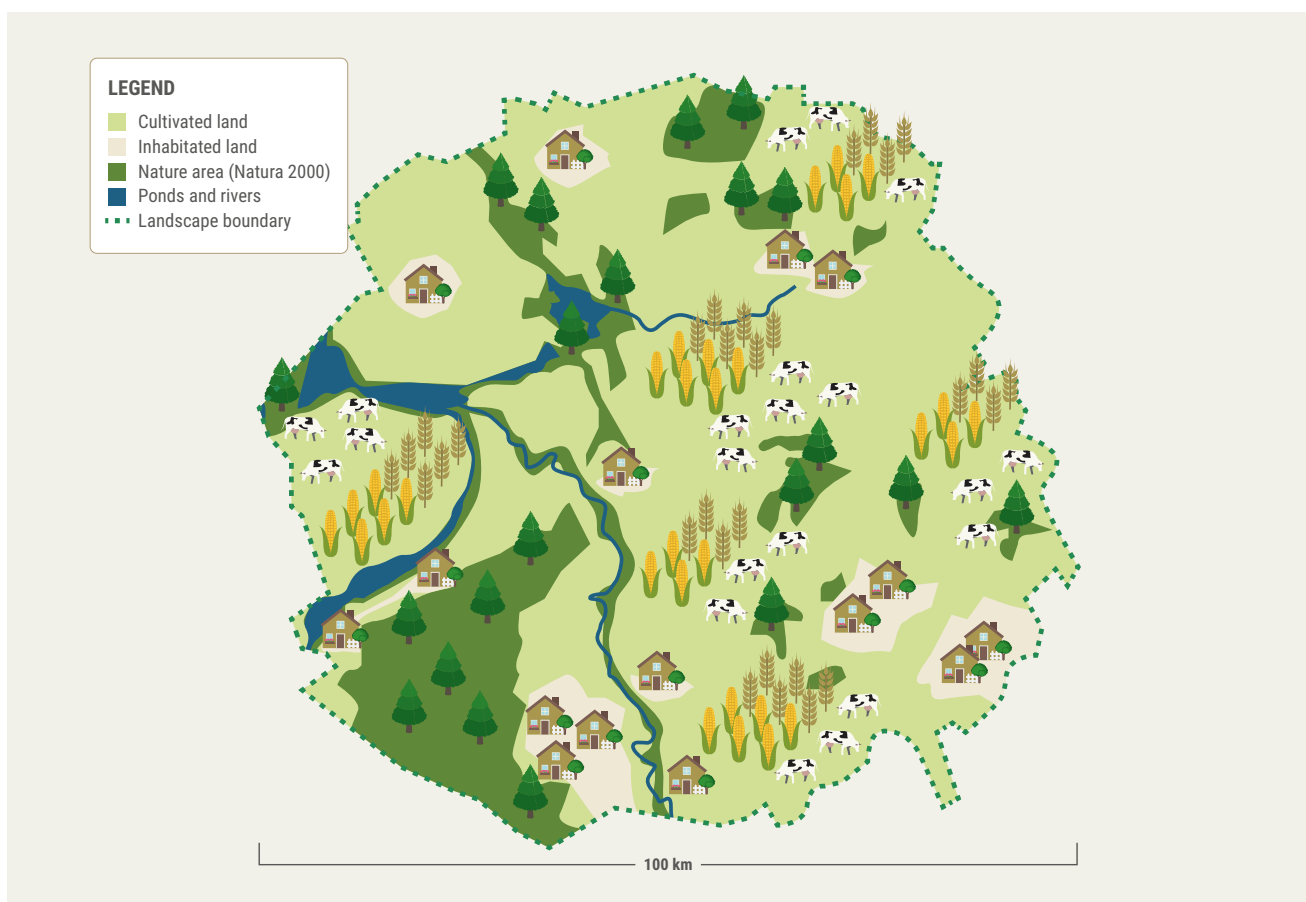 LEGEND
Cultivated land
Inhabitated land
Nature area (Natura 2000)
Ponds and rivers
Landscape boundary
100 km